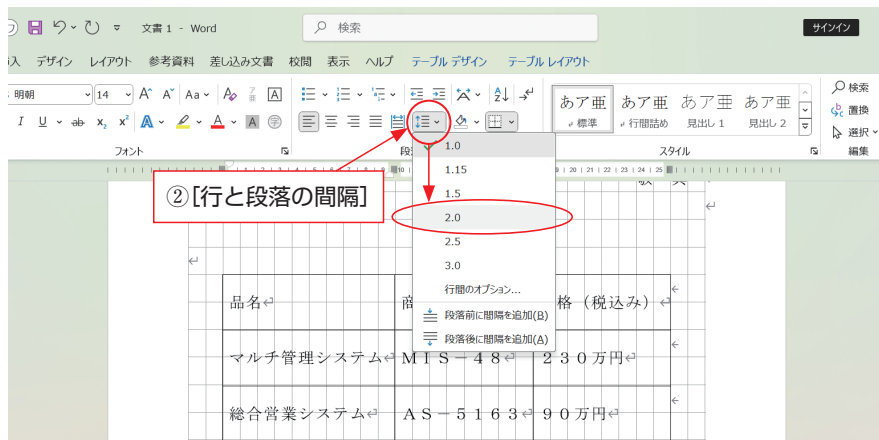 文書 1 - Word
検索
サインイン
デザイン レイアウト 参考資料 差し込み文書 校閲 表示 ヘルプ テーブル デザイン テーブル レイアウト
明朝 14 A^ A˅ Aa
I U ab x₂ x² A A A 字
あア亜 標準
あア亜 行間詰め
あア亜 見出し 1
あア亜 見出し 2
検索
置換
選択
フォント
スタイル
編集
②[行と段落の間隔]
1.0
1.15
1.5
2.0
2.5
3.0
行間のオプション...
段落前に間隔を追加(B)
段落後に間隔を追加(A)
品名
格(税込み)
マルチ管理システム MIS-48 230万円
総合営業システム AS-5163 90万円